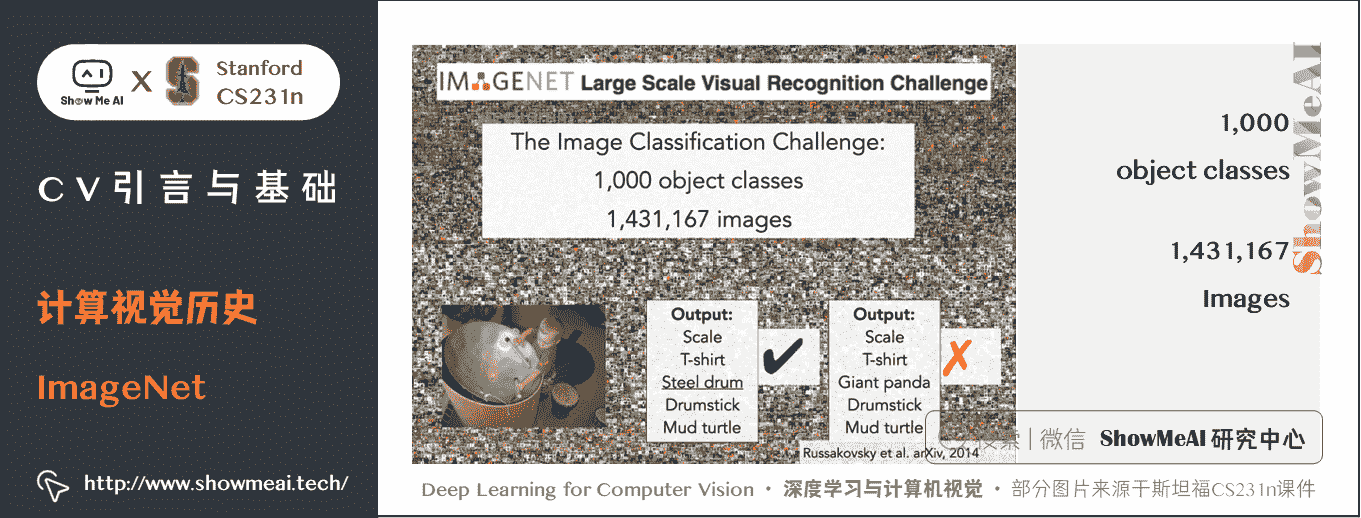 Show Me AI
X
Stanford
CS231n
CV引言与基础
计算视觉历史
ImageNet
http://www.showmeai.tech/
IMAGENET Large Scale Visual Recognition Challenge
The Image Classification Challenge:
1,000 object classes
1,431,167 images
Output:
Scale
T-shirt
Steel drum
Drumstick
Mud turtle
Output:
Scale
T-shirt
Giant panda
Drumstick
Mud turtle
Russakovsky et al. arXiv, 2014
1,000
object classes
1,431,167
Images
ShowMeAI
搜索 | 微信 ShowMeAI 研究中心
Deep Learning for Computer Vision · 深度学习与计算机视觉 · 部分图片来源于斯坦福CS231n课件